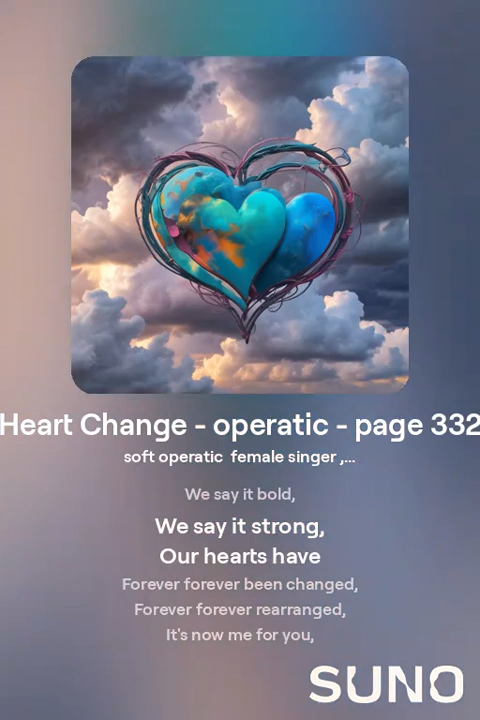 Heart Change - operatic - page 332
soft operatic female singer ,...
We say it bold,
We say it strong,
Our hearts have
Forever forever been changed,
Forever forever rearranged,
It's now me for you,
SUNO